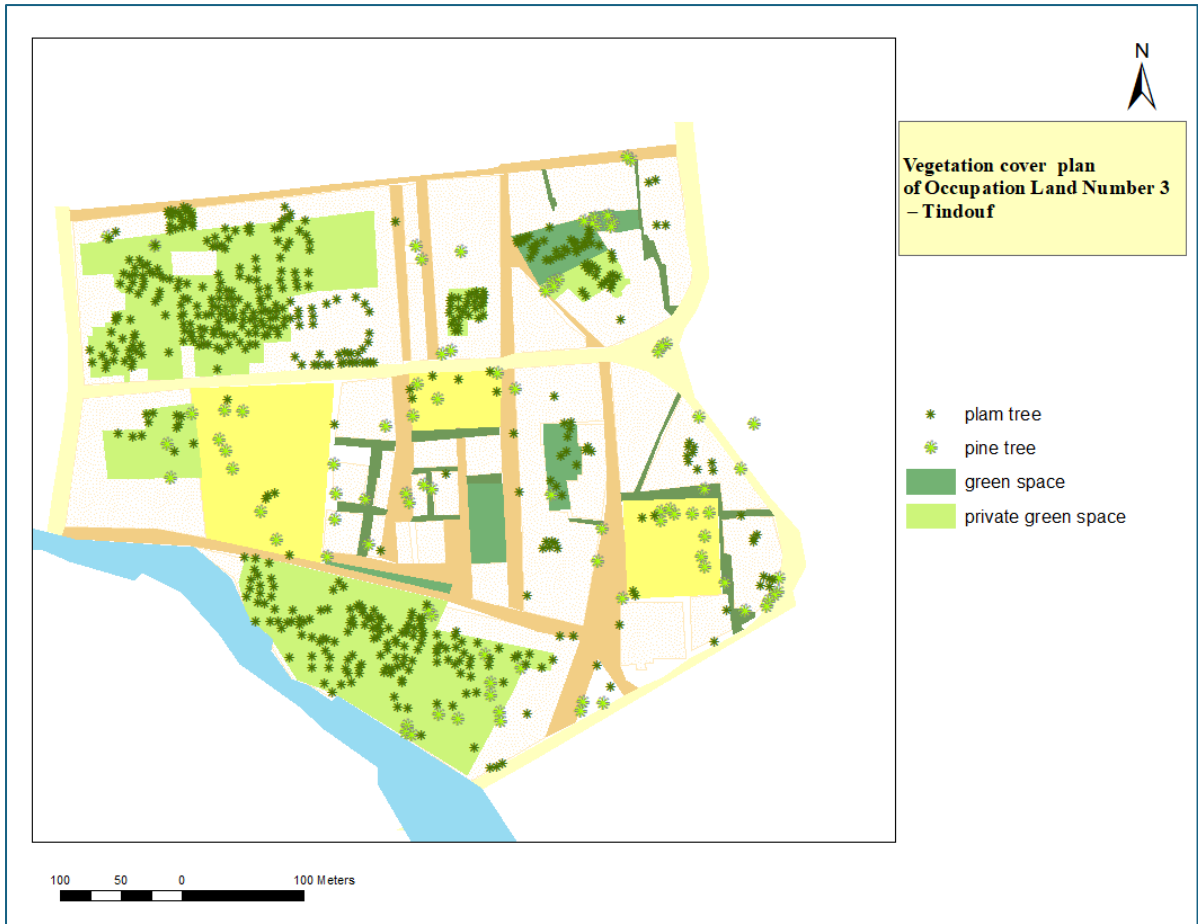 N
Vegetation cover plan
of Occupation Land Number 3
– Tindouf
plam tree
pine tree
green space
private green space
100 50 0 100 Meters